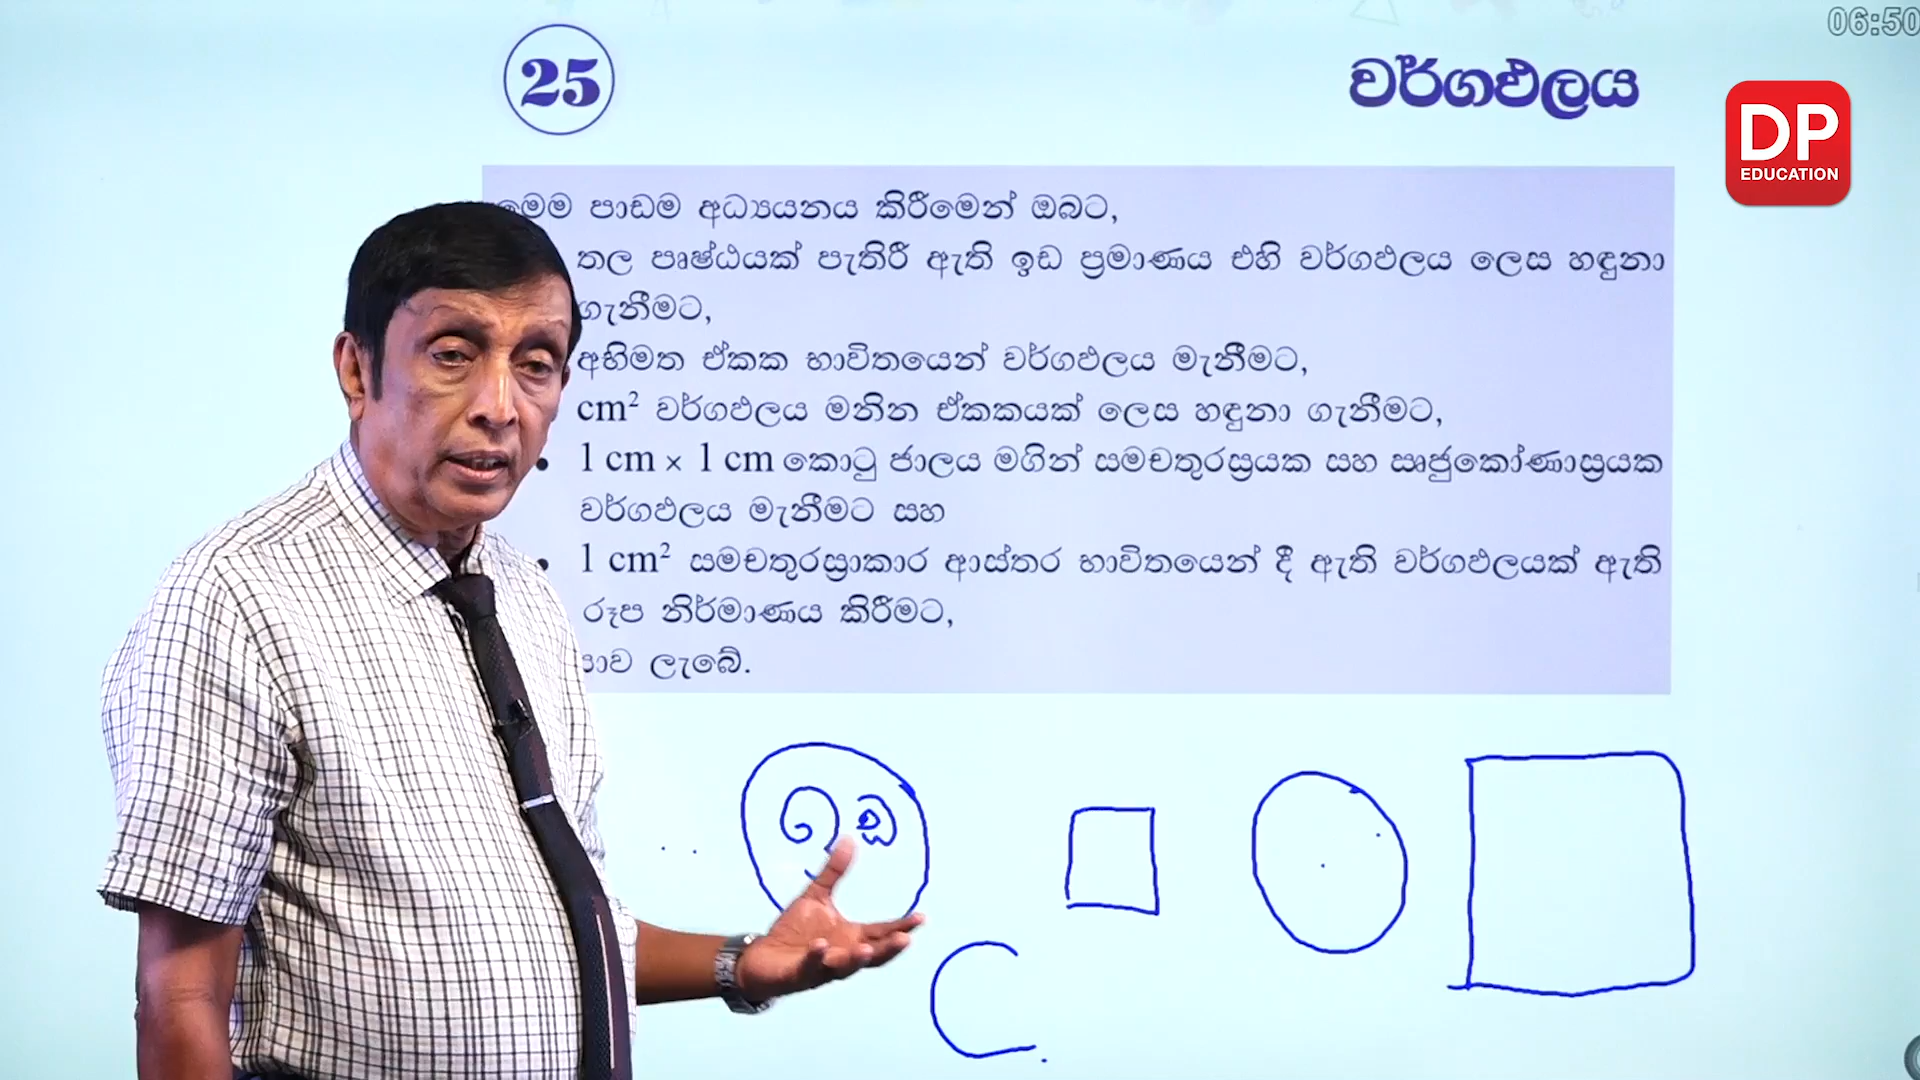 06:50
25
වර්ගඵලය
DP
EDUCATION
මෙම පාඩම අධ්‍යයනය කිරීමෙන් ඔබට,
තල පෘෂ්ඨයක් පැතිරී ඇති ඉඩ ප්‍රමාණය එහි වර්ගඵලය ලෙස හඳුනා
ගැනීමට,
අභිමත ඒකක භාවිතයෙන් වර්ගඵලය මැනීමට,
cm² වර්ගඵලය මනින ඒකකයක් ලෙස හඳුනා ගැනීමට,
• 1 cm × 1 cm කොටු ජාලය මගින් සමචතුරස්‍රයක සහ සෘජුකෝණාස්‍රයක
වර්ගඵලය මැනීමට සහ
• 1 cm² සමචතුරස්‍රාකාර ආස්තර භාවිතයෙන් දී ඇති වර්ගඵලයක් ඇති
රූප නිර්මාණය කිරීමට,
ලැබේ.
ඉඩ